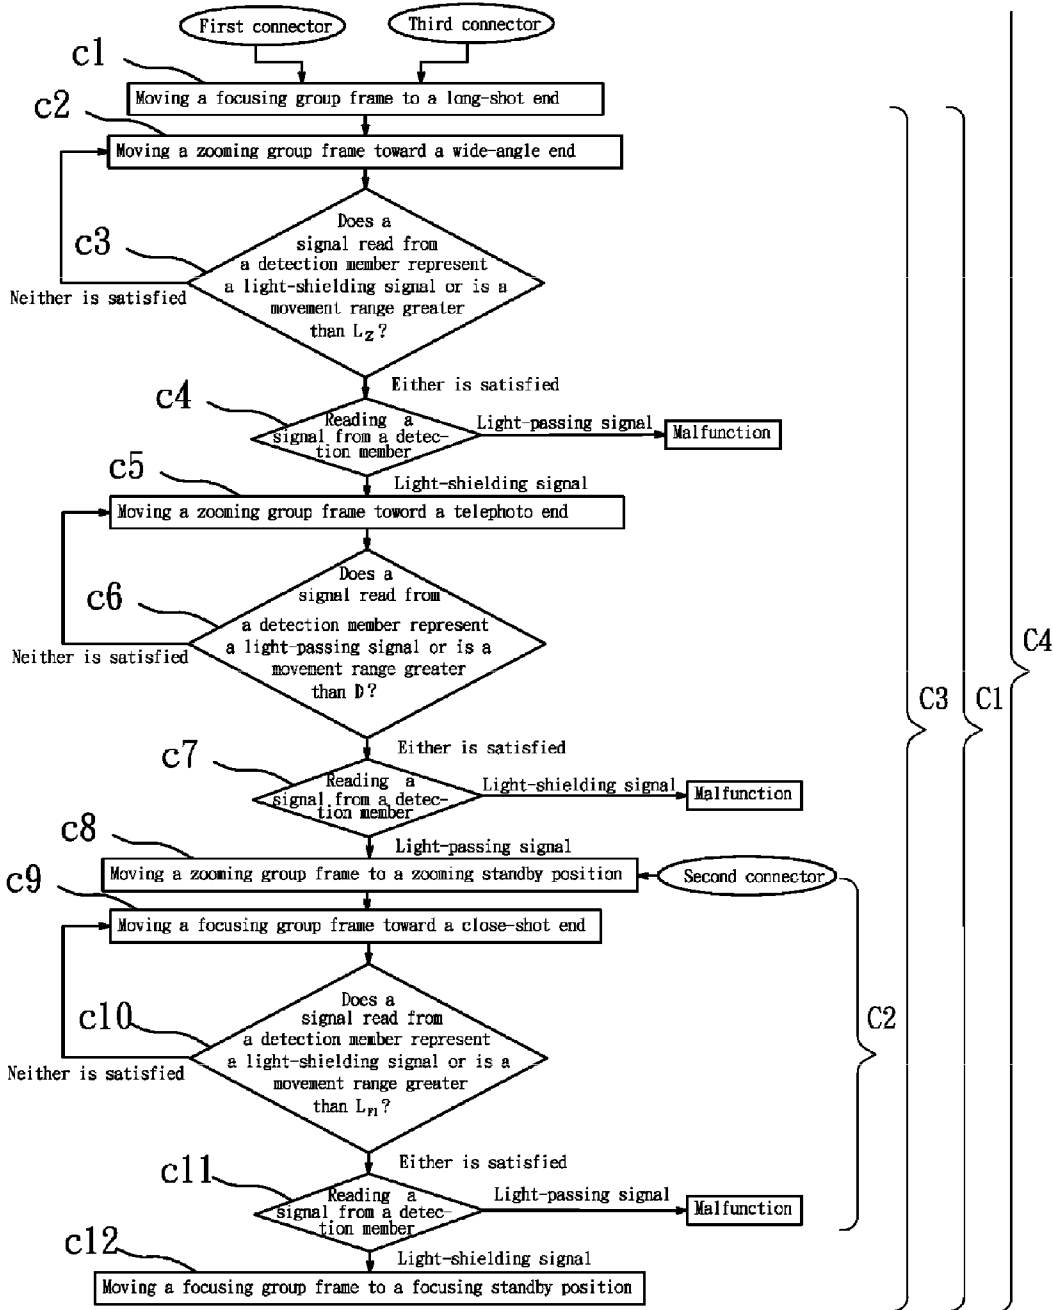 First connector
Third connector
c1
Moving a focusing group frame to a long-shot end
c2
Moving a zooming group frame toward a wide-angle end
c3
Does a
signal read from
a detection member represent
a light-shielding signal or is a
movement range greater
than LZ?
Neither is satisfied
Either is satisfied
c4
Reading a
signal from a detec-
tion member
Light-passing signal
Malfunction
c5
Light-shielding signal
Moving a zooming group frame toword a telephoto end
c6
Does a
signal read from
a detection member represent
a light-passing signal or is a
movement range greater
than D?
Neither is satisfied
C4
C3
C1
Either is satisfied
c7
Reading a
signal from a detec-
tion member
Light-shielding signal
Malfunction
c8
Light-passing signal
Moving a zooming group frame to a zooming standby position
Second connector
c9
Moving a focusing group frame toward a close-shot end
c10
Does a
signal read from
a detection member represent
a light-shielding signal or is a
movement range greater
than LF1?
Neither is satisfied
C2
Either is satisfied
c11
Reading a
signal from a detec-
tion member
Light-passing signal
Malfunction
c12
Light-shielding signal
Moving a focusing group frame to a focusing standby position